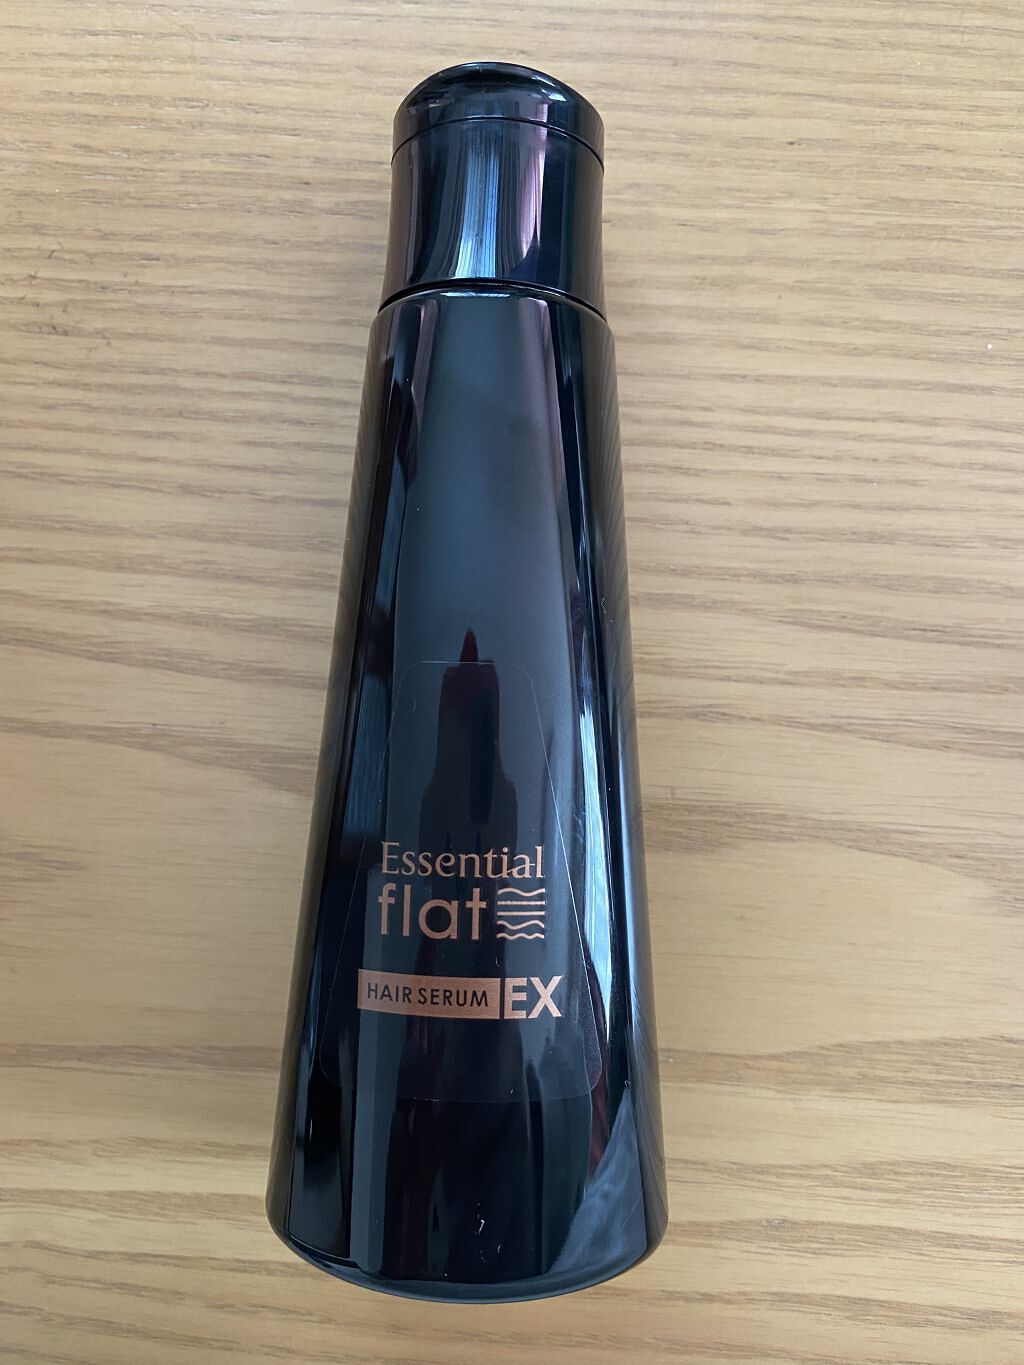 Essential
flat
HAIR SERUM EX